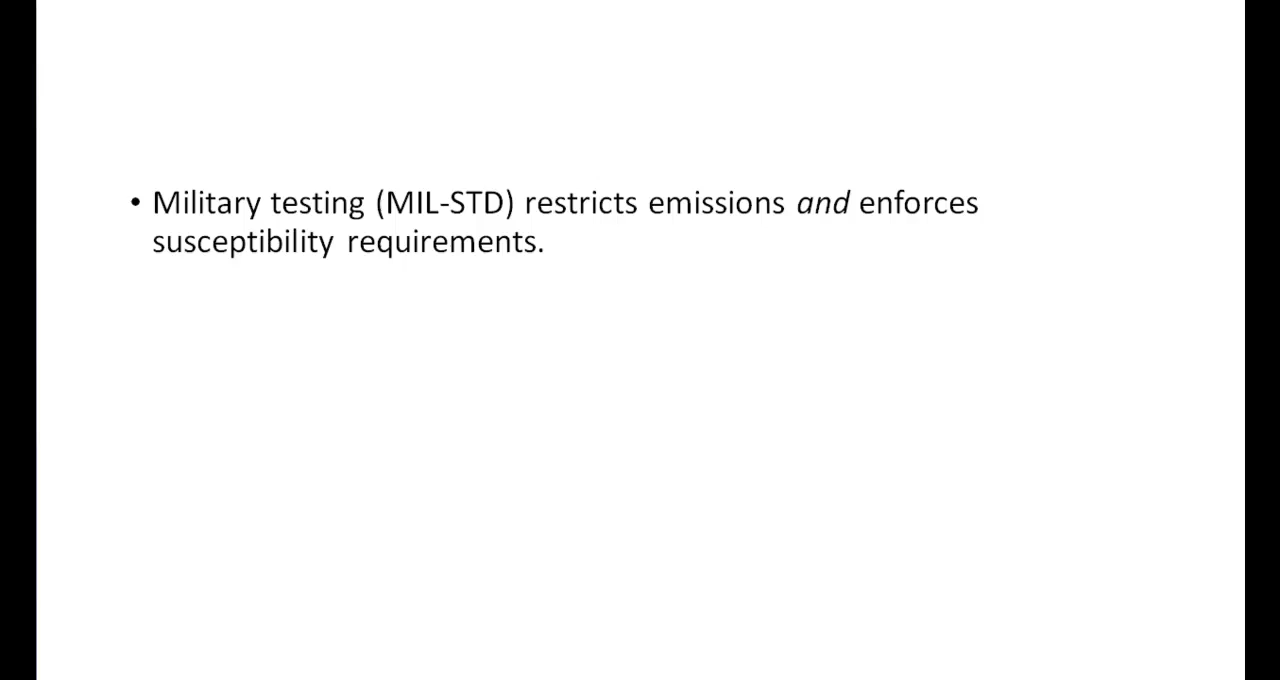 • Military testing (MIL-STD) restricts emissions and enforces
susceptibility requirements.